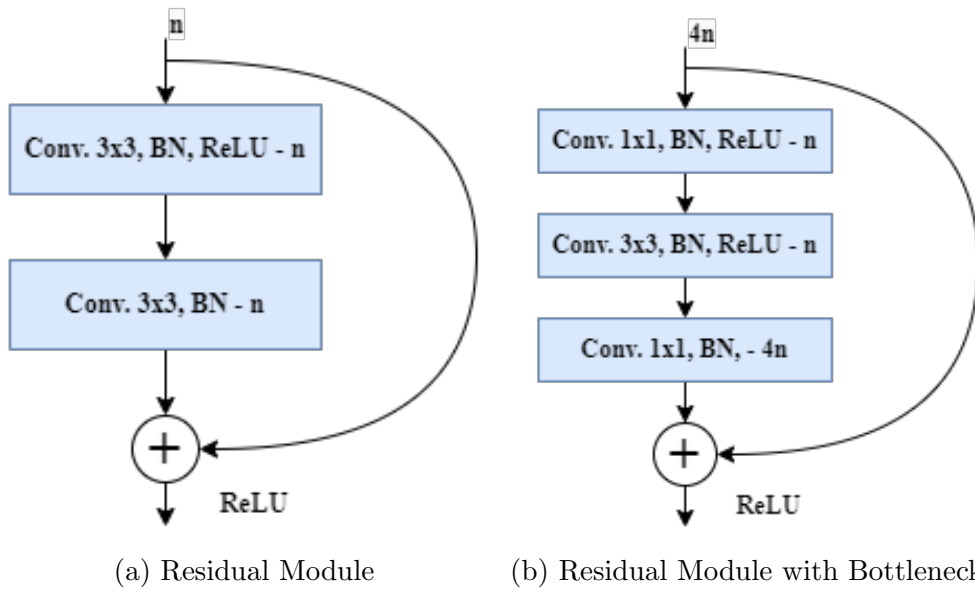 n
Conv. 3x3, BN, ReLU - n
Conv. 3x3, BN - n
+
ReLU
(a) Residual Module
4n
Conv. 1x1, BN, ReLU - n
Conv. 3x3, BN, ReLU - n
Conv. 1x1, BN, - 4n
+
ReLU
(b) Residual Module with Bottleneck